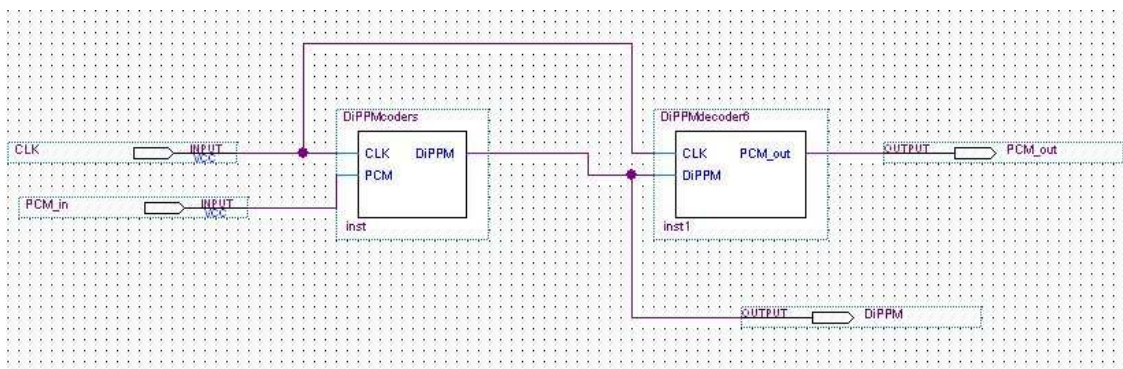 DiPPMcoders
DiPPMdecoder6
CLK
INPUT
VCC
CLK DiPPM
PCM
CLK PCM_out
DiPPM
OUTPUT
PCM_out
PCM_in
INPUT
VCC
inst
inst1
OUTPUT
DiPPM